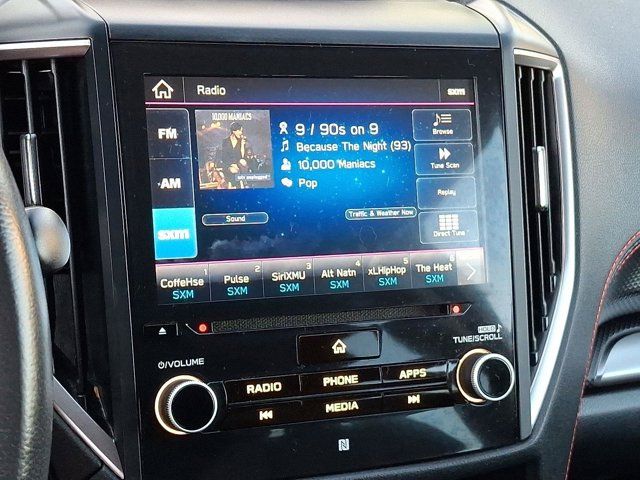 Radio
sxm
FM
AM
sxm
10,000 MANIACS
9 / 90s on 9
Because The Night (93)
10,000 Maniacs
Pop
Browse
Tune Scan
Replay
Direct Tune
Sound
Traffic & Weather Now
CoffeHse 1
SXM
Pulse 2
SXM
SiriXMU 3
SXM
Alt Natn 4
SXM
xLHipHop 5
SXM
The Heat
SXM
HOLD
TUNE/SCROLL
/VOLUME
RADIO
PHONE
APPS
MEDIA